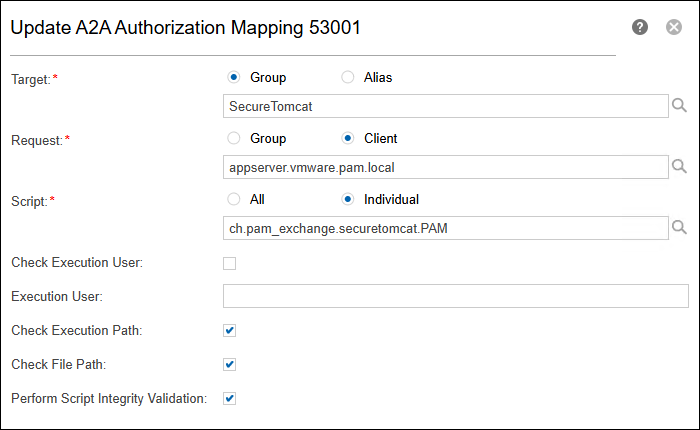 Update A2A Authorization Mapping 53001
Target:* Group Alias
SecureTomcat
Request:* Group Client
appserver.vmware.pam.local
Script:* All Individual
ch.pam_exchange.securetomcat.PAM
Check Execution User:
Execution User:
Check Execution Path:
Check File Path:
Perform Script Integrity Validation: